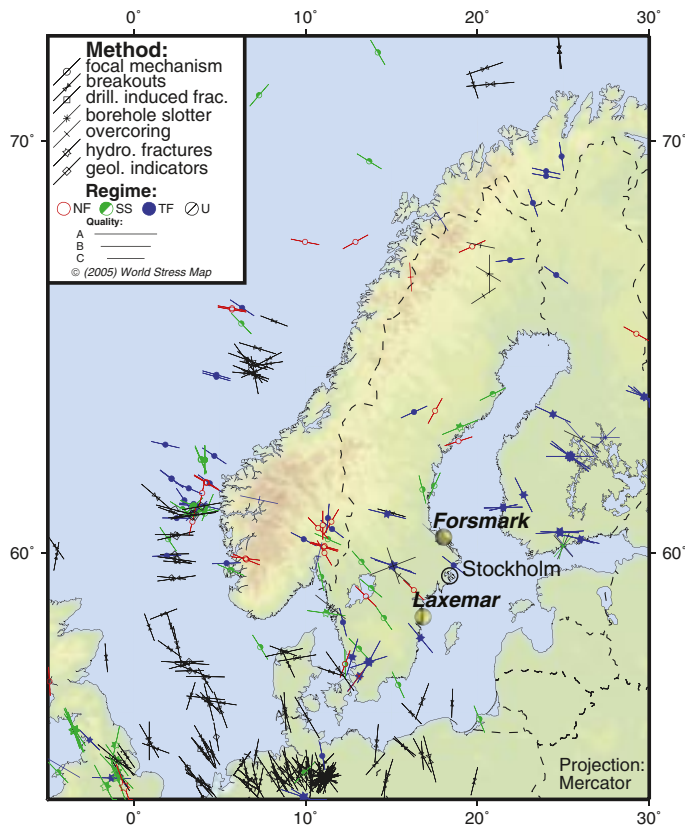 0° 10° 20° 30°
Method:
focal mechanism
breakouts
drill. induced frac.
borehole slotter
overcoring
hydro. fractures
geol. indicators
Regime:
NF SS TF U
Quality:
A
B
C
© (2005) World Stress Map
70° 70°
60° 60°
Forsmark
Stockholm
Laxemar
Projection:
Mercator
0° 10° 20° 30°